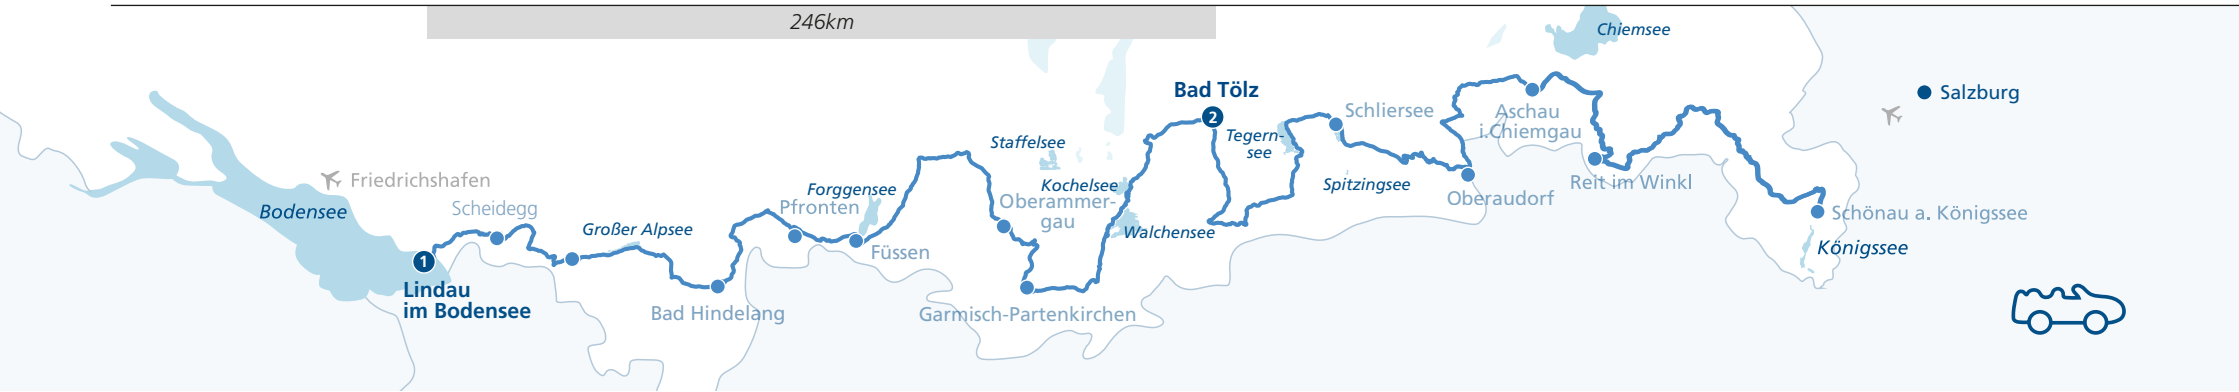 246km
Chiemsee
Bad Tölz
2
Salzburg
Schliersee
Aschau
i.Chiemgau
Tegern-
see
Staffelsee
Friedrichshafen
Kochelsee
Spitzingsee
Reit im Winkl
Forggensee
Oberammer-
gau
Oberaudorf
Pfronten
Scheidegg
Bodensee
Schönau a. Königssee
Großer Alpsee
Walchensee
Königssee
Füssen
1
Lindau
im Bodensee
Bad Hindelang
Garmisch-Partenkirchen